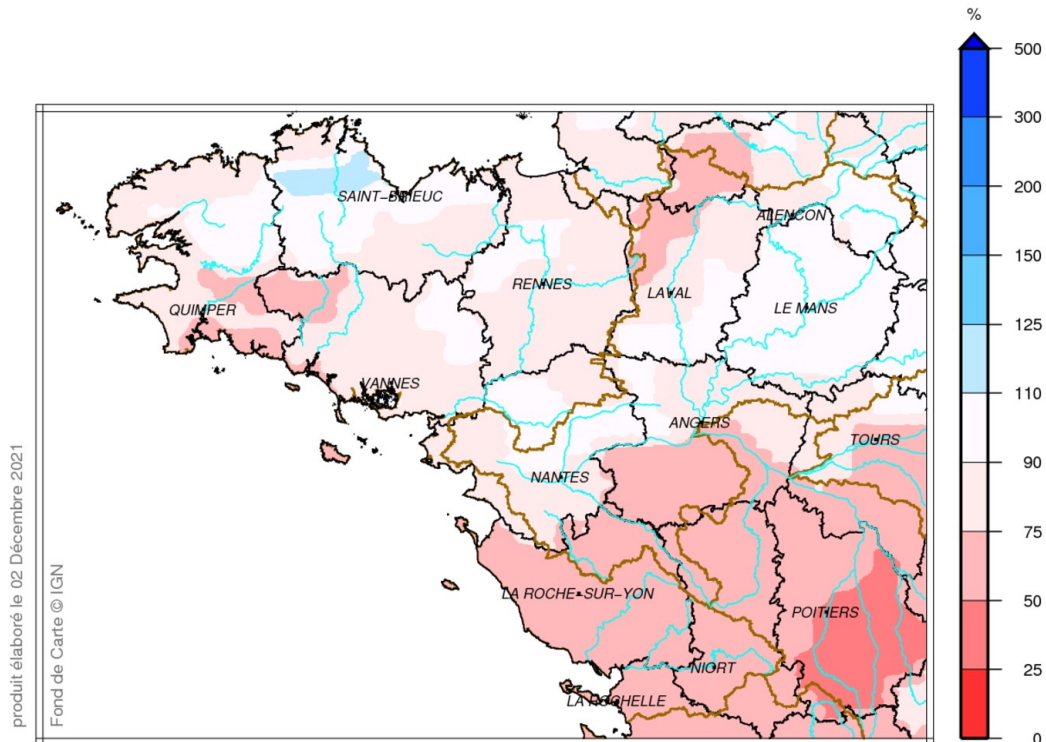 %
500
300
200
150
125
110
90
75
50
25
0
SAINT-BRIEUC
ALENCON
RENNES
LAVAL
QUIMPER
LE MANS
VANNES
ANGERS
TOURS
NANTES
LA ROCHE-SUR-YON
POITIERS
NIORT
LA ROCHELLE
produit élaboré le 02 Décembre 2021
Fond de Carte © IGN